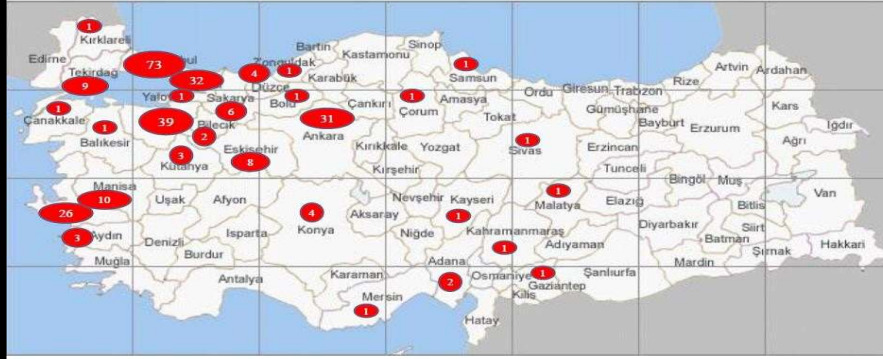 1
Kırklareli
Edirne
73
bul
Tekirdağ
9
32
4
Zonguldak
1
Bartın
Kastamonu
Sinop
Karabük
Düzce
1
Samsun
Artvin
Ardahan
Rize
Trabzon
Giresun
Ordu
1
Çanakkale
Yalova
1
Sakarya
6
Bolu
1
Çankırı
1
Çorum
Amasya
Tokat
Gümüşhane
Bayburt
Erzurum
Kars
Iğdır
Ağrı
1
Balıkesir
39
Bilecik
2
31
Ankara
Kırıkkale
Yozgat
1
Sivas
Erzincan
Tunceli
3
Kütahya
Eskişehir
8
Kırşehir
Manisa
10
26
Uşak
Afyon
4
Konya
Aksaray
Nevşehir
Kayseri
1
1
Malatya
Elazığ
Bingöl
Muş
Van
Bitlis
3
Aydın
Denizli
Isparta
Niğde
Kahramanmaraş
1
Adıyaman
Diyarbakır
Batman
Siirt
Şırnak
Hakkari
Muğla
Burdur
Antalya
Karaman
Mersin
1
Adana
2
Osmaniye
1
Gaziantep
Kilis
Şanlıurfa
Mardin
Hatay